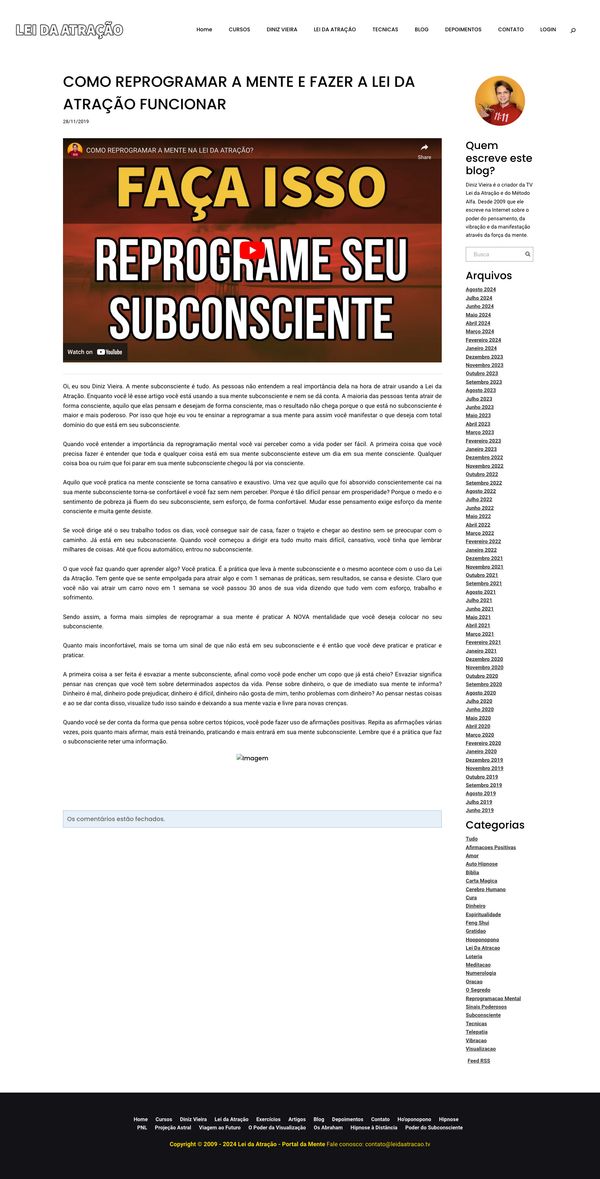 LEI DA ATRAÇÃO
Home CURSOS DINIZ VIEIRA LEI DA ATRAÇÃO TECNICAS BLOG DEPOIMENTOS CONTATO LOGIN
COMO REPROGRAMAR A MENTE E FAZER A LEI DA
ATRAÇÃO FUNCIONAR
28/11/2019
COMO REPROGRAMAR A MENTE NA LEI DA ATRAÇÃO?
Share
FAÇA ISSO
REPROGRAME SEU
SUBCONSCIENTE
Watch on YouTube
Oi, eu sou Diniz Vieira. A mente subconsciente é tudo. As pessoas não entendem a real importância dela na hora de atrair usando a Lei da
Atração. Enquanto você lê esse artigo você está usando a sua mente subconsciente e nem se dá conta. A maioria das pessoas tenta atrair de
forma consciente, aquilo que elas pensam e desejam de forma consciente, mas o resultado não chega porque o que está no subconsciente é
maior e mais poderoso. Por isso que hoje eu vou te ensinar a reprogramar a sua mente para assim você manifestar o que deseja com total
domínio do que está em seu subconsciente.
Quando você entender a importância da reprogramação mental você vai perceber como a vida poder ser fácil. A primeira coisa que você
precisa fazer é entender que toda e qualquer coisa está em sua mente subconsciente esteve um dia em sua mente consciente. Qualquer
coisa boa ou ruim que foi parar em sua mente subconsciente chegou lá por via consciente.
Aquilo que você pratica na mente consciente se torna cansativo e exaustivo. Uma vez que aquilo que foi absorvido conscientemente cai na
sua mente subconsciente torna-se confortável e você faz sem nem perceber. Porque é tão difícil pensar em prosperidade? Porque o medo e o
sentimento de pobreza já fluem do seu subconsciente, sem esforço, de forma confortável. Mudar esse pensamento exige esforço da mente
consciente e muita gente desiste.
Se você dirige até o seu trabalho todos os dias, você consegue sair de casa, fazer o trajeto e chegar ao destino sem se preocupar com o
caminho. Já está em seu subconsciente. Quando você começou a dirigir era tudo muito mais difícil, cansativo, você tinha que lembrar
milhares de coisas. Até que ficou automático, entrou no subconsciente.
O que você faz quando quer aprender algo? Você pratica. É a prática que leva à mente subconsciente e o mesmo acontece com o uso da Lei
da Atração. Tem gente que se sente empolgada para atrair algo e com 1 semana de práticas, sem resultados, se cansa e desiste. Claro que
você não vai atrair um carro novo em 1 semana se você passou 30 anos de sua vida dizendo que tudo vem com esforço, trabalho e
sofrimento.
Sendo assim, a forma mais simples de reprogramar a sua mente é praticar A NOVA mentalidade que você deseja colocar no seu
subconsciente.
Quanto mais inconfortável, mais se torna um sinal de que não está em seu subconsciente e é então que você deve praticar e praticar e
praticar.
A primeira coisa a ser feita é esvaziar a mente subconsciente, afinal como você pode encher um copo que já está cheio? Esvaziar significa
pensar nas crenças que você tem sobre determinados aspectos da vida. Pense sobre dinheiro, o que de imediato sua mente te informa?
Dinheiro é mal, dinheiro pode prejudicar, dinheiro é difícil, dinheiro não gosta de mim, tenho problemas com dinheiro? Ao pensar nestas coisas
e ao se dar conta disso, visualize tudo isso saindo e deixando a sua mente vazia e livre para novas crenças.
Quando você se der conta da forma que pensa sobre certos tópicos, você pode fazer uso de afirmações positivas. Repita as afirmações várias
vezes, pois quanto mais afirmar, mais está treinando, praticando e mais entrará em sua mente subconsciente. Lembre que é a prática que faz
o subconsciente reter uma informação.
Imagem
Os comentários estão fechados.
11:11
Quem
escreve este
blog?
Diniz Vieira é o criador da TV
Lei da Atração e do Método
Alfa. Desde 2009 que ele
escreve na Internet sobre o
poder do pensamento, da
vibração e da manifestação
através da força da mente.
Busca
Arquivos
Agosto 2024
Julho 2024
Junho 2024
Maio 2024
Abril 2024
Março 2024
Fevereiro 2024
Janeiro 2024
Dezembro 2023
Novembro 2023
Outubro 2023
Setembro 2023
Agosto 2023
Julho 2023
Junho 2023
Maio 2023
Abril 2023
Março 2023
Fevereiro 2023
Janeiro 2023
Dezembro 2022
Novembro 2022
Outubro 2022
Setembro 2022
Agosto 2022
Julho 2022
Junho 2022
Maio 2022
Abril 2022
Março 2022
Fevereiro 2022
Janeiro 2022
Dezembro 2021
Novembro 2021
Outubro 2021
Setembro 2021
Agosto 2021
Julho 2021
Junho 2021
Maio 2021
Abril 2021
Março 2021
Fevereiro 2021
Janeiro 2021
Dezembro 2020
Novembro 2020
Outubro 2020
Setembro 2020
Agosto 2020
Julho 2020
Junho 2020
Maio 2020
Abril 2020
Março 2020
Fevereiro 2020
Janeiro 2020
Dezembro 2019
Novembro 2019
Outubro 2019
Setembro 2019
Agosto 2019
Julho 2019
Junho 2019
Categorias
Tudo
Afirmacoes Positivas
Amor
Auto Hipnose
Biblia
Carta Magica
Cerebro Humano
Cura
Dinheiro
Espiritualidade
Feng Shui
Gratidao
Hooponopono
Lei Da Atracao
Loteria
Meditacao
Numerologia
Oracao
O Segredo
Reprogramacao Mental
Sinais Poderosos
Subconsciente
Tecnicas
Telepatia
Vibracao
Visualizacao
Feed RSS
Home Cursos Diniz Vieira Lei da Atração Exercícios Artigos Blog Depoimentos Contato Ho'oponopono Hipnose
PNL Projeção Astral Viagem ao Futuro O Poder da Visualização Os Abraham Hipnose à Distância Poder do Subconsciente
Copyright © 2009 - 2024 Lei da Atração - Portal da Mente Fale conosco: contato@leidaatracao.tv